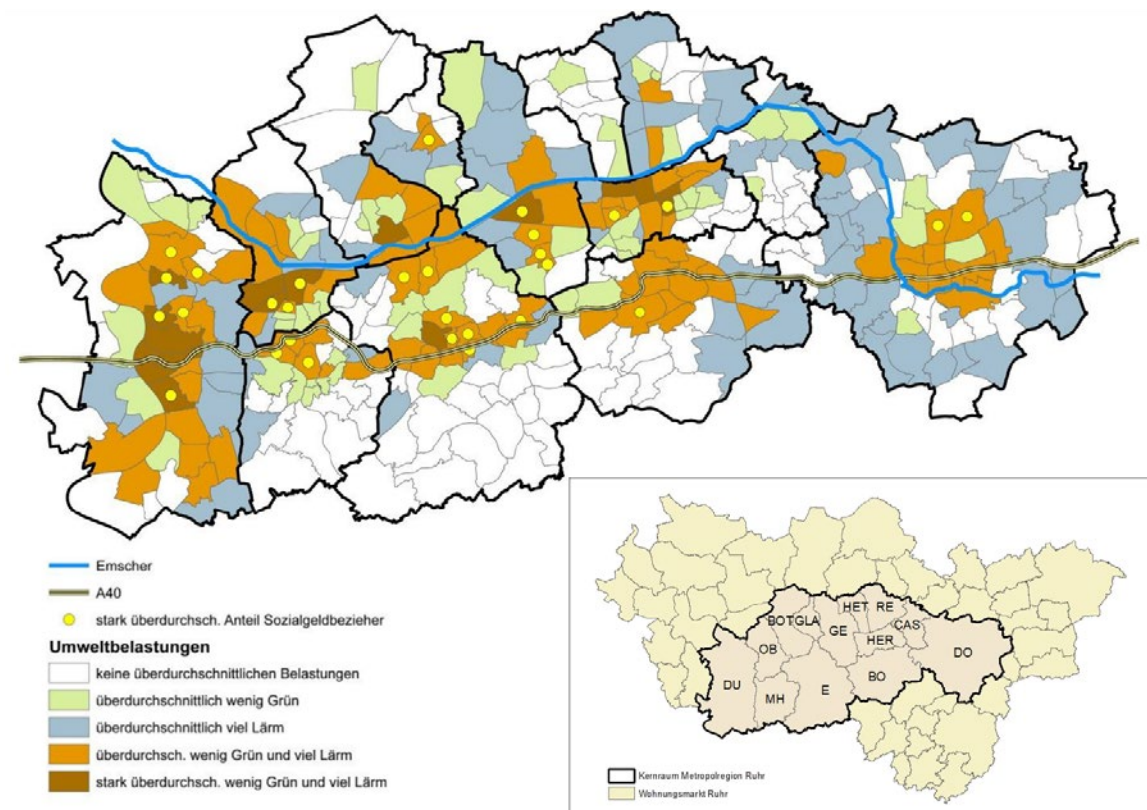 Emscher
A40
stark überdurchsch. Anteil Sozialgeldbezieher
Umweltbelastungen
keine überdurchschnittlichen Belastungen
überdurchschnittlich wenig Grün
überdurchschnittlich viel Lärm
überdurchsch. wenig Grün und viel Lärm
stark überdurchsch. wenig Grün und viel Lärm
HET RE
BOT GLA
GE
CAS
OB
HER
DO
DU
MH
E
BO
Kernraum Metropolregion Ruhr
Wohnungsmarkt Ruhr